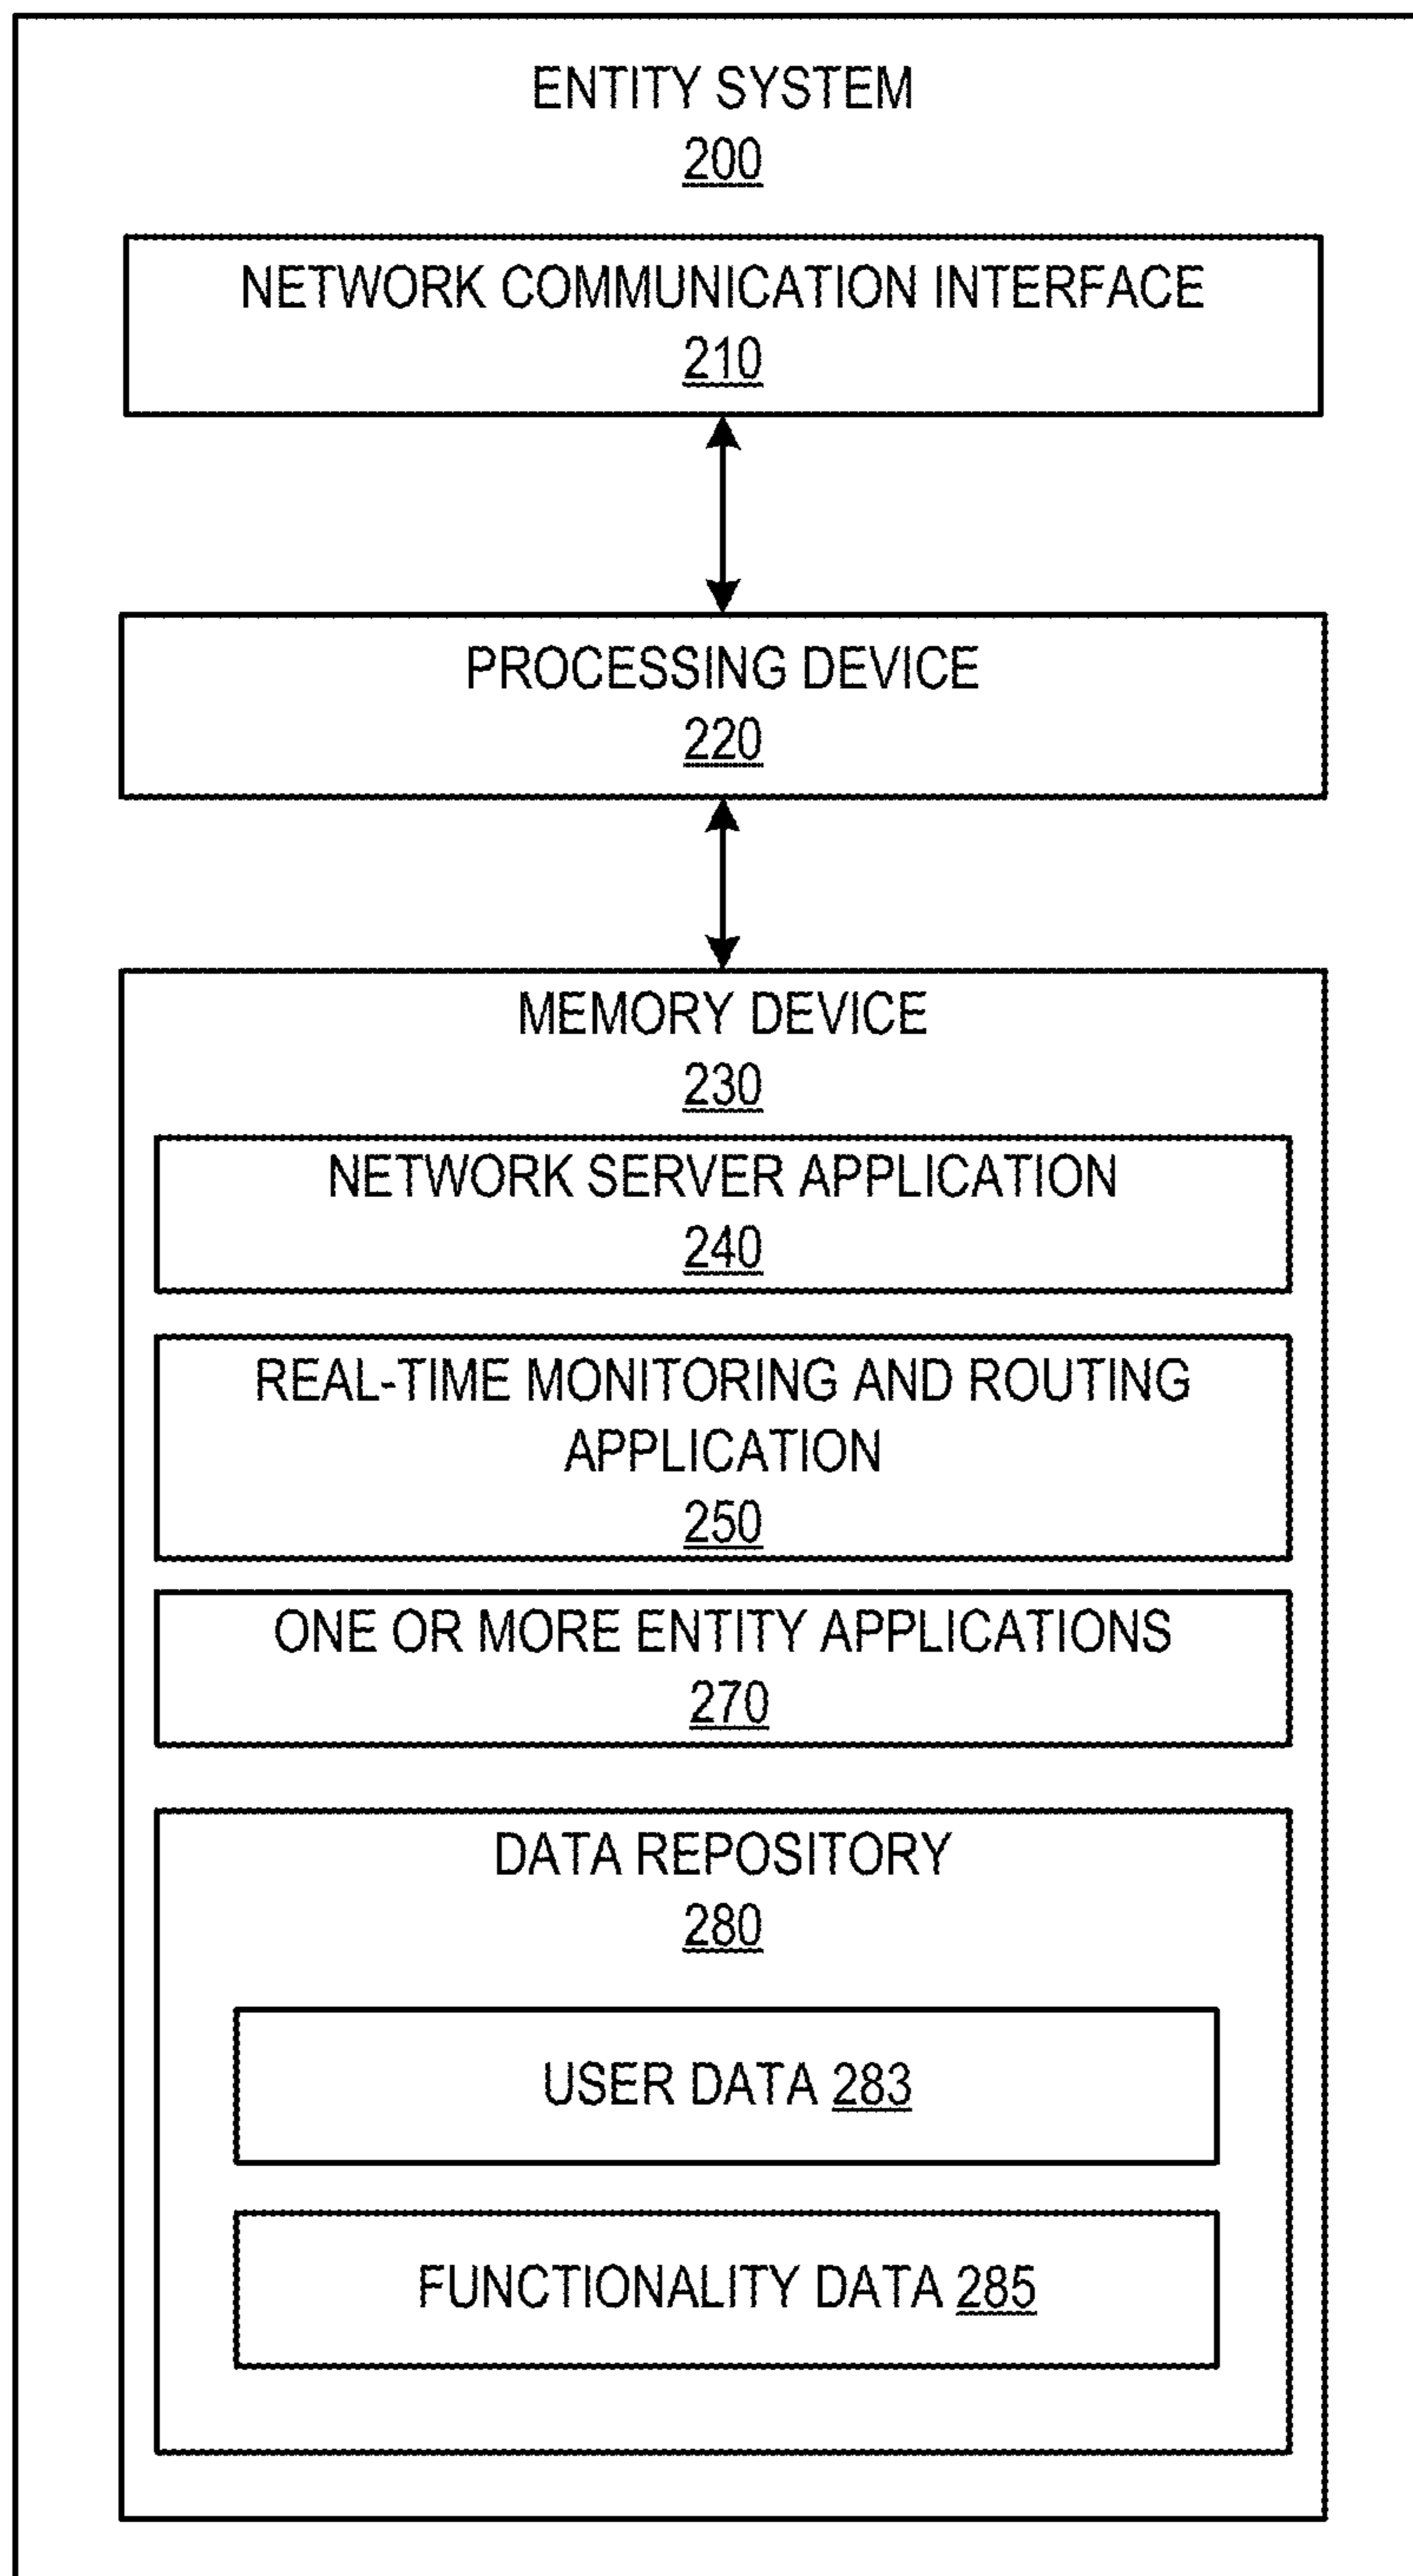 ENTITY SYSTEM
200
NETWORK COMMUNICATION INTERFACE
210
PROCESSING DEVICE
220
MEMORY DEVICE
230
NETWORK SERVER APPLICATION
240
REAL-TIME MONITORING AND ROUTING
APPLICATION
250
ONE OR MORE ENTITY APPLICATIONS
270
DATA REPOSITORY
280
USER DATA 283
FUNCTIONALITY DATA 285